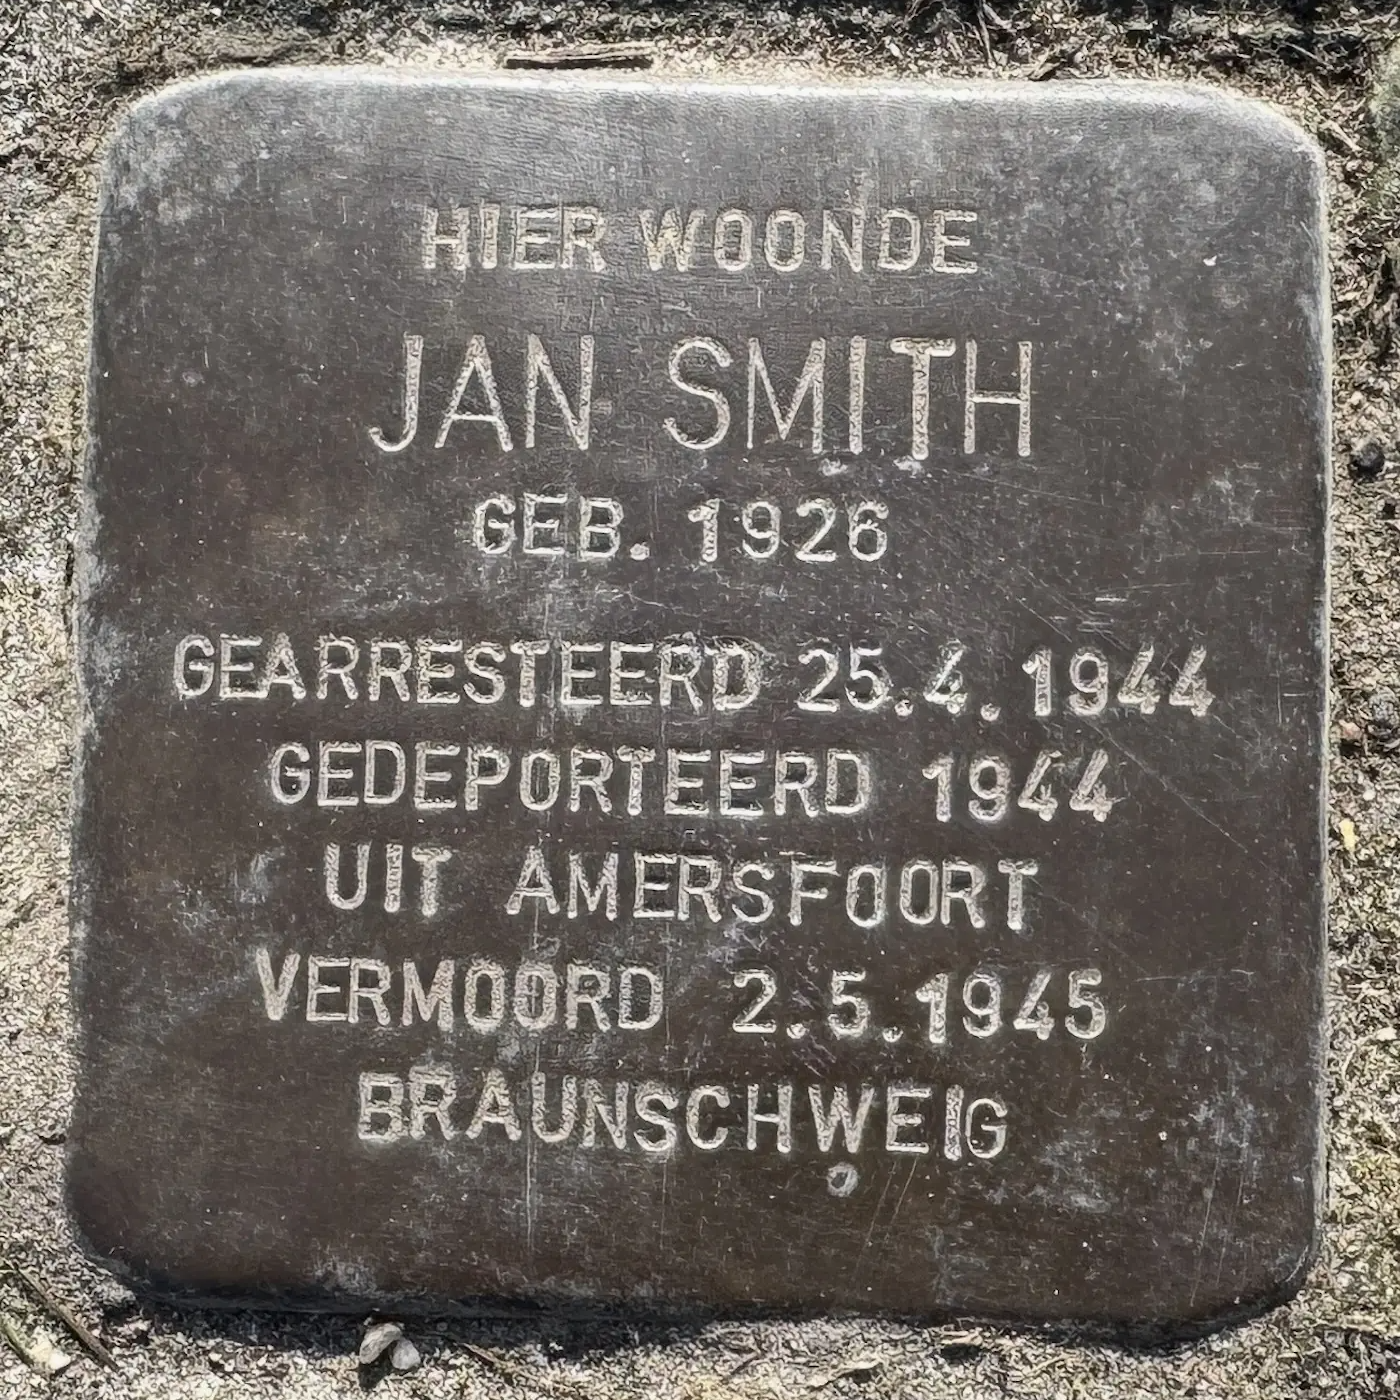 HIER WOONDE
JAN SMITH
GEB. 1926
GEARRESTEERD 25.4.1944
GEDEPORTEERD 1944
UIT AMERSFOORT
VERMOORD 2.5.1945
BRAUNSCHWEIG